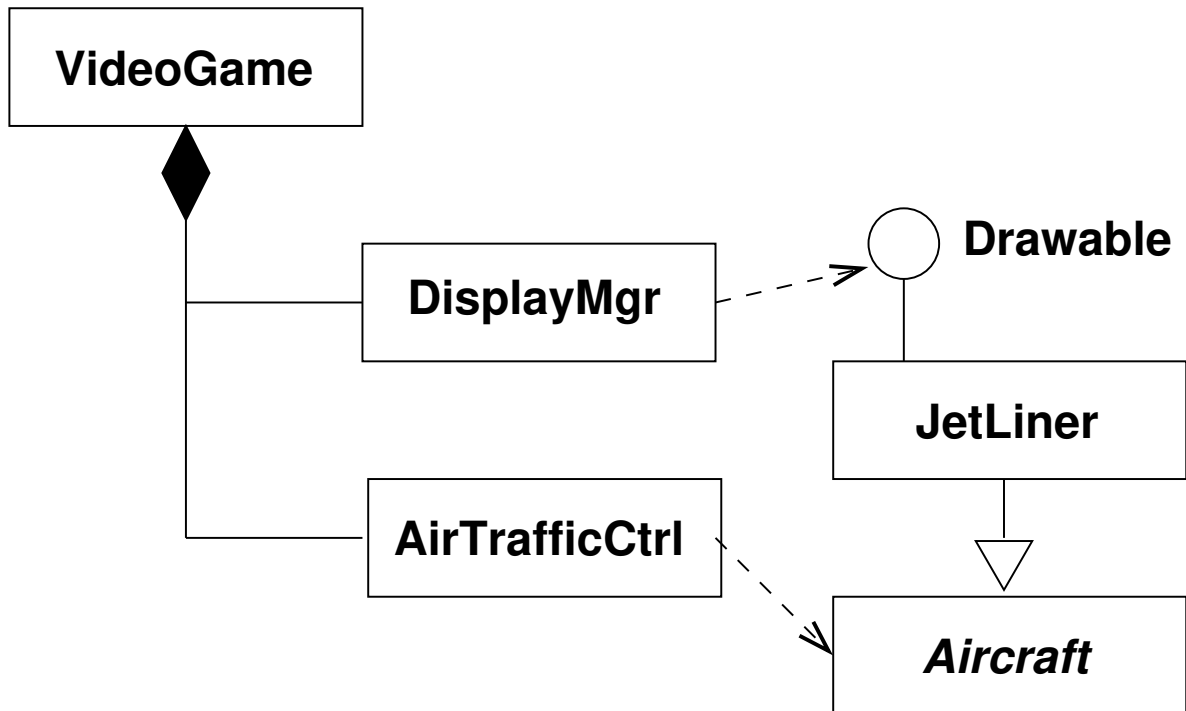 VideoGame
Drawable
DisplayMgr
JetLiner
AirTrafficCtrl
Aircraft